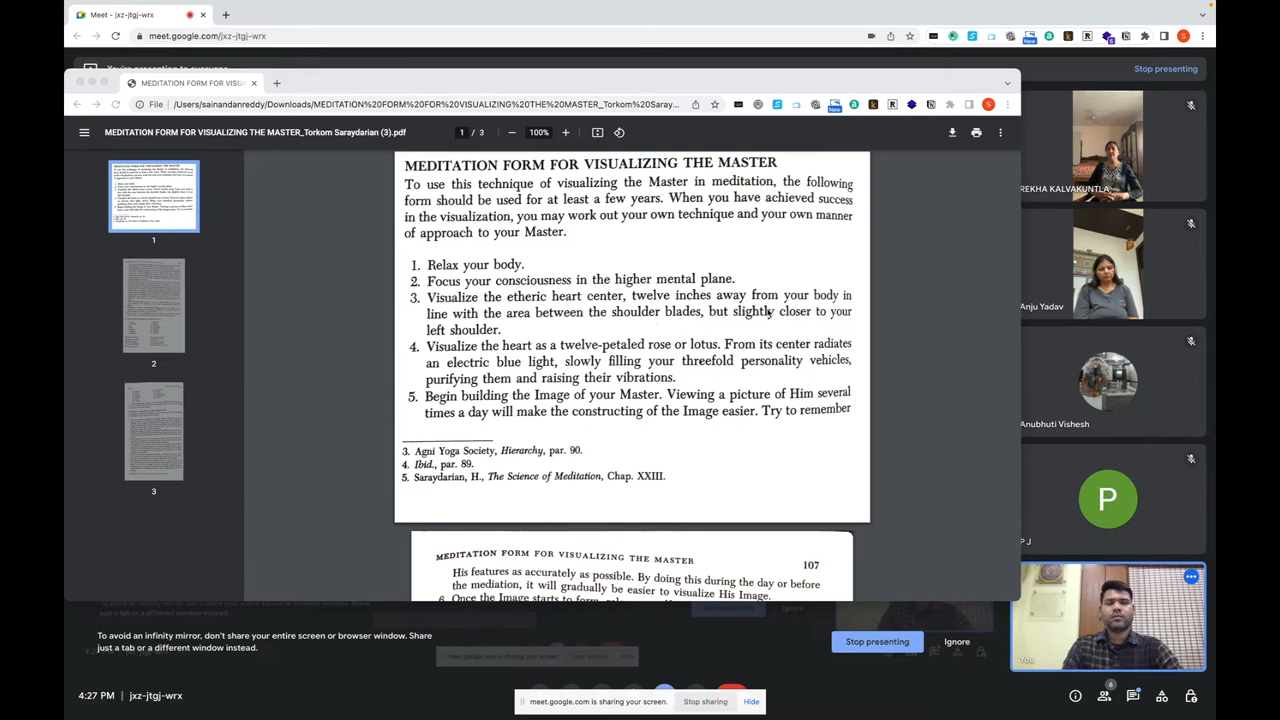 Meet - jxz-jtgj-wrx
meet.google.com/jxz-jtgj-wrx
New
S
You're presenting to everyone
Stop presenting
MEDITATION FORM FOR VISUA
File
/Users/sainandanreddy/Downloads/MEDITATION%20FORM%20FOR%20VISUALIZING%20THE%20MASTER_Torkom%20Saray...
New
S
MEDITATION FORM FOR VISUALIZING THE MASTER_Torkom Saraydarian (3).pdf
1 / 3
100%
1
2
3
MEDITATION FORM FOR VISUALIZING THE MASTER
To use this technique of visualizing the Master in meditation, the following
form should be used for at least a few years. When you have achieved success
in the visualization, you may work out your own technique and your own manner
of approach to your Master.
1. Relax your body.
2. Focus your consciousness in the higher mental plane.
3. Visualize the etheric heart center, twelve inches away from your body in
line with the area between the shoulder blades, but slightly closer to your
left shoulder.
4. Visualize the heart as a twelve-petaled rose or lotus. From its center radiates
an electric blue light, slowly filling your threefold personality vehicles,
purifying them and raising their vibrations.
5. Begin building the Image of your Master. Viewing a picture of Him several
times a day will make the constructing of the Image easier. Try to remember
3. Agni Yoga Society, Hierarchy, par. 90.
4. Ibid., par. 89.
5. Saraydarian, H., The Science of Meditation, Chap. XXIII.
MEDITATION FORM FOR VISUALIZING THE MASTER
107
His features as accurately as possible. By doing this during the day or before
the mediation, it will gradually be easier to visualize His Image.
REKHA KALVAKUNTLA
Anju Yadav
Anubhuti Vishesh
P
P J
You
To avoid an infinity mirror, don't share your entire screen or browser window. Share
just a tab or a different window instead.
Stop presenting
Ignore
4:27 PM | jxz-jtgj-wrx
6
meet.google.com is sharing your screen.
Stop sharing
Hide